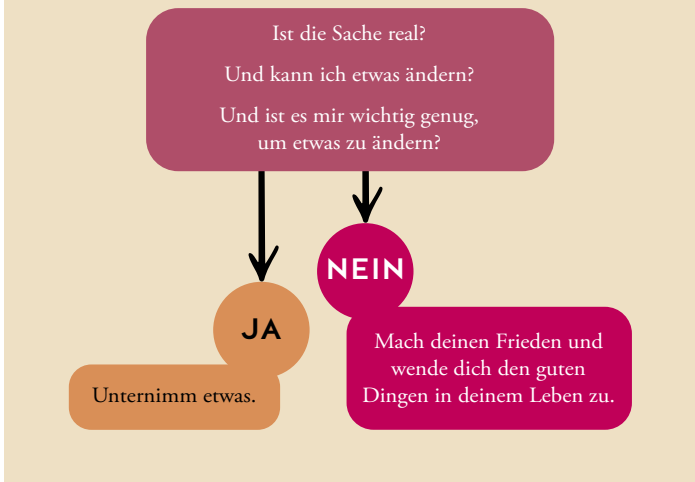 Ist die Sache real?
Und kann ich etwas ändern?
Und ist es mir wichtig genug,
um etwas zu ändern?
NEIN
JA
Mach deinen Frieden und
wende dich den guten
Dingen in deinem Leben zu.
Unternimm etwas.